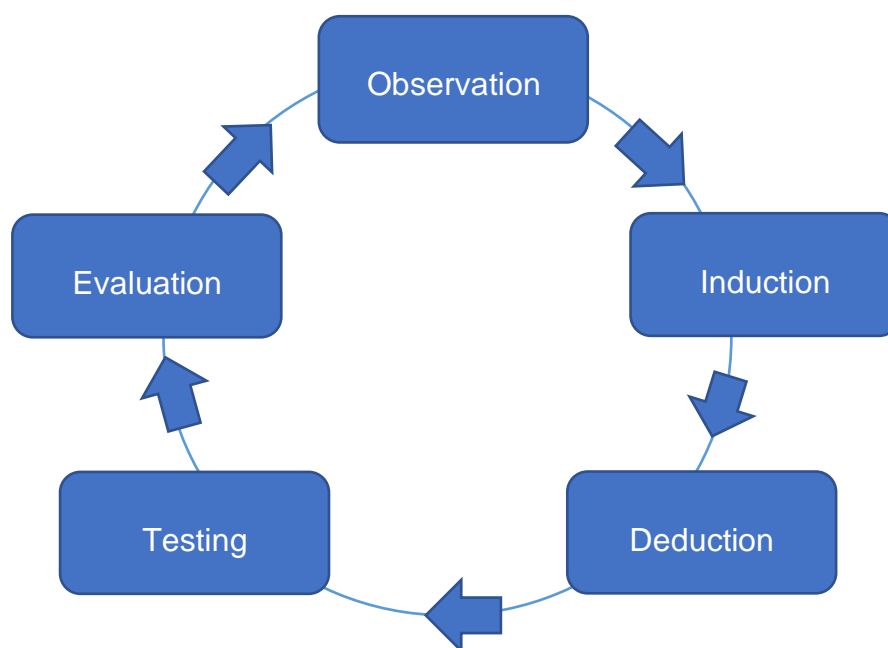 Observation
Induction
Deduction
Testing
Evaluation